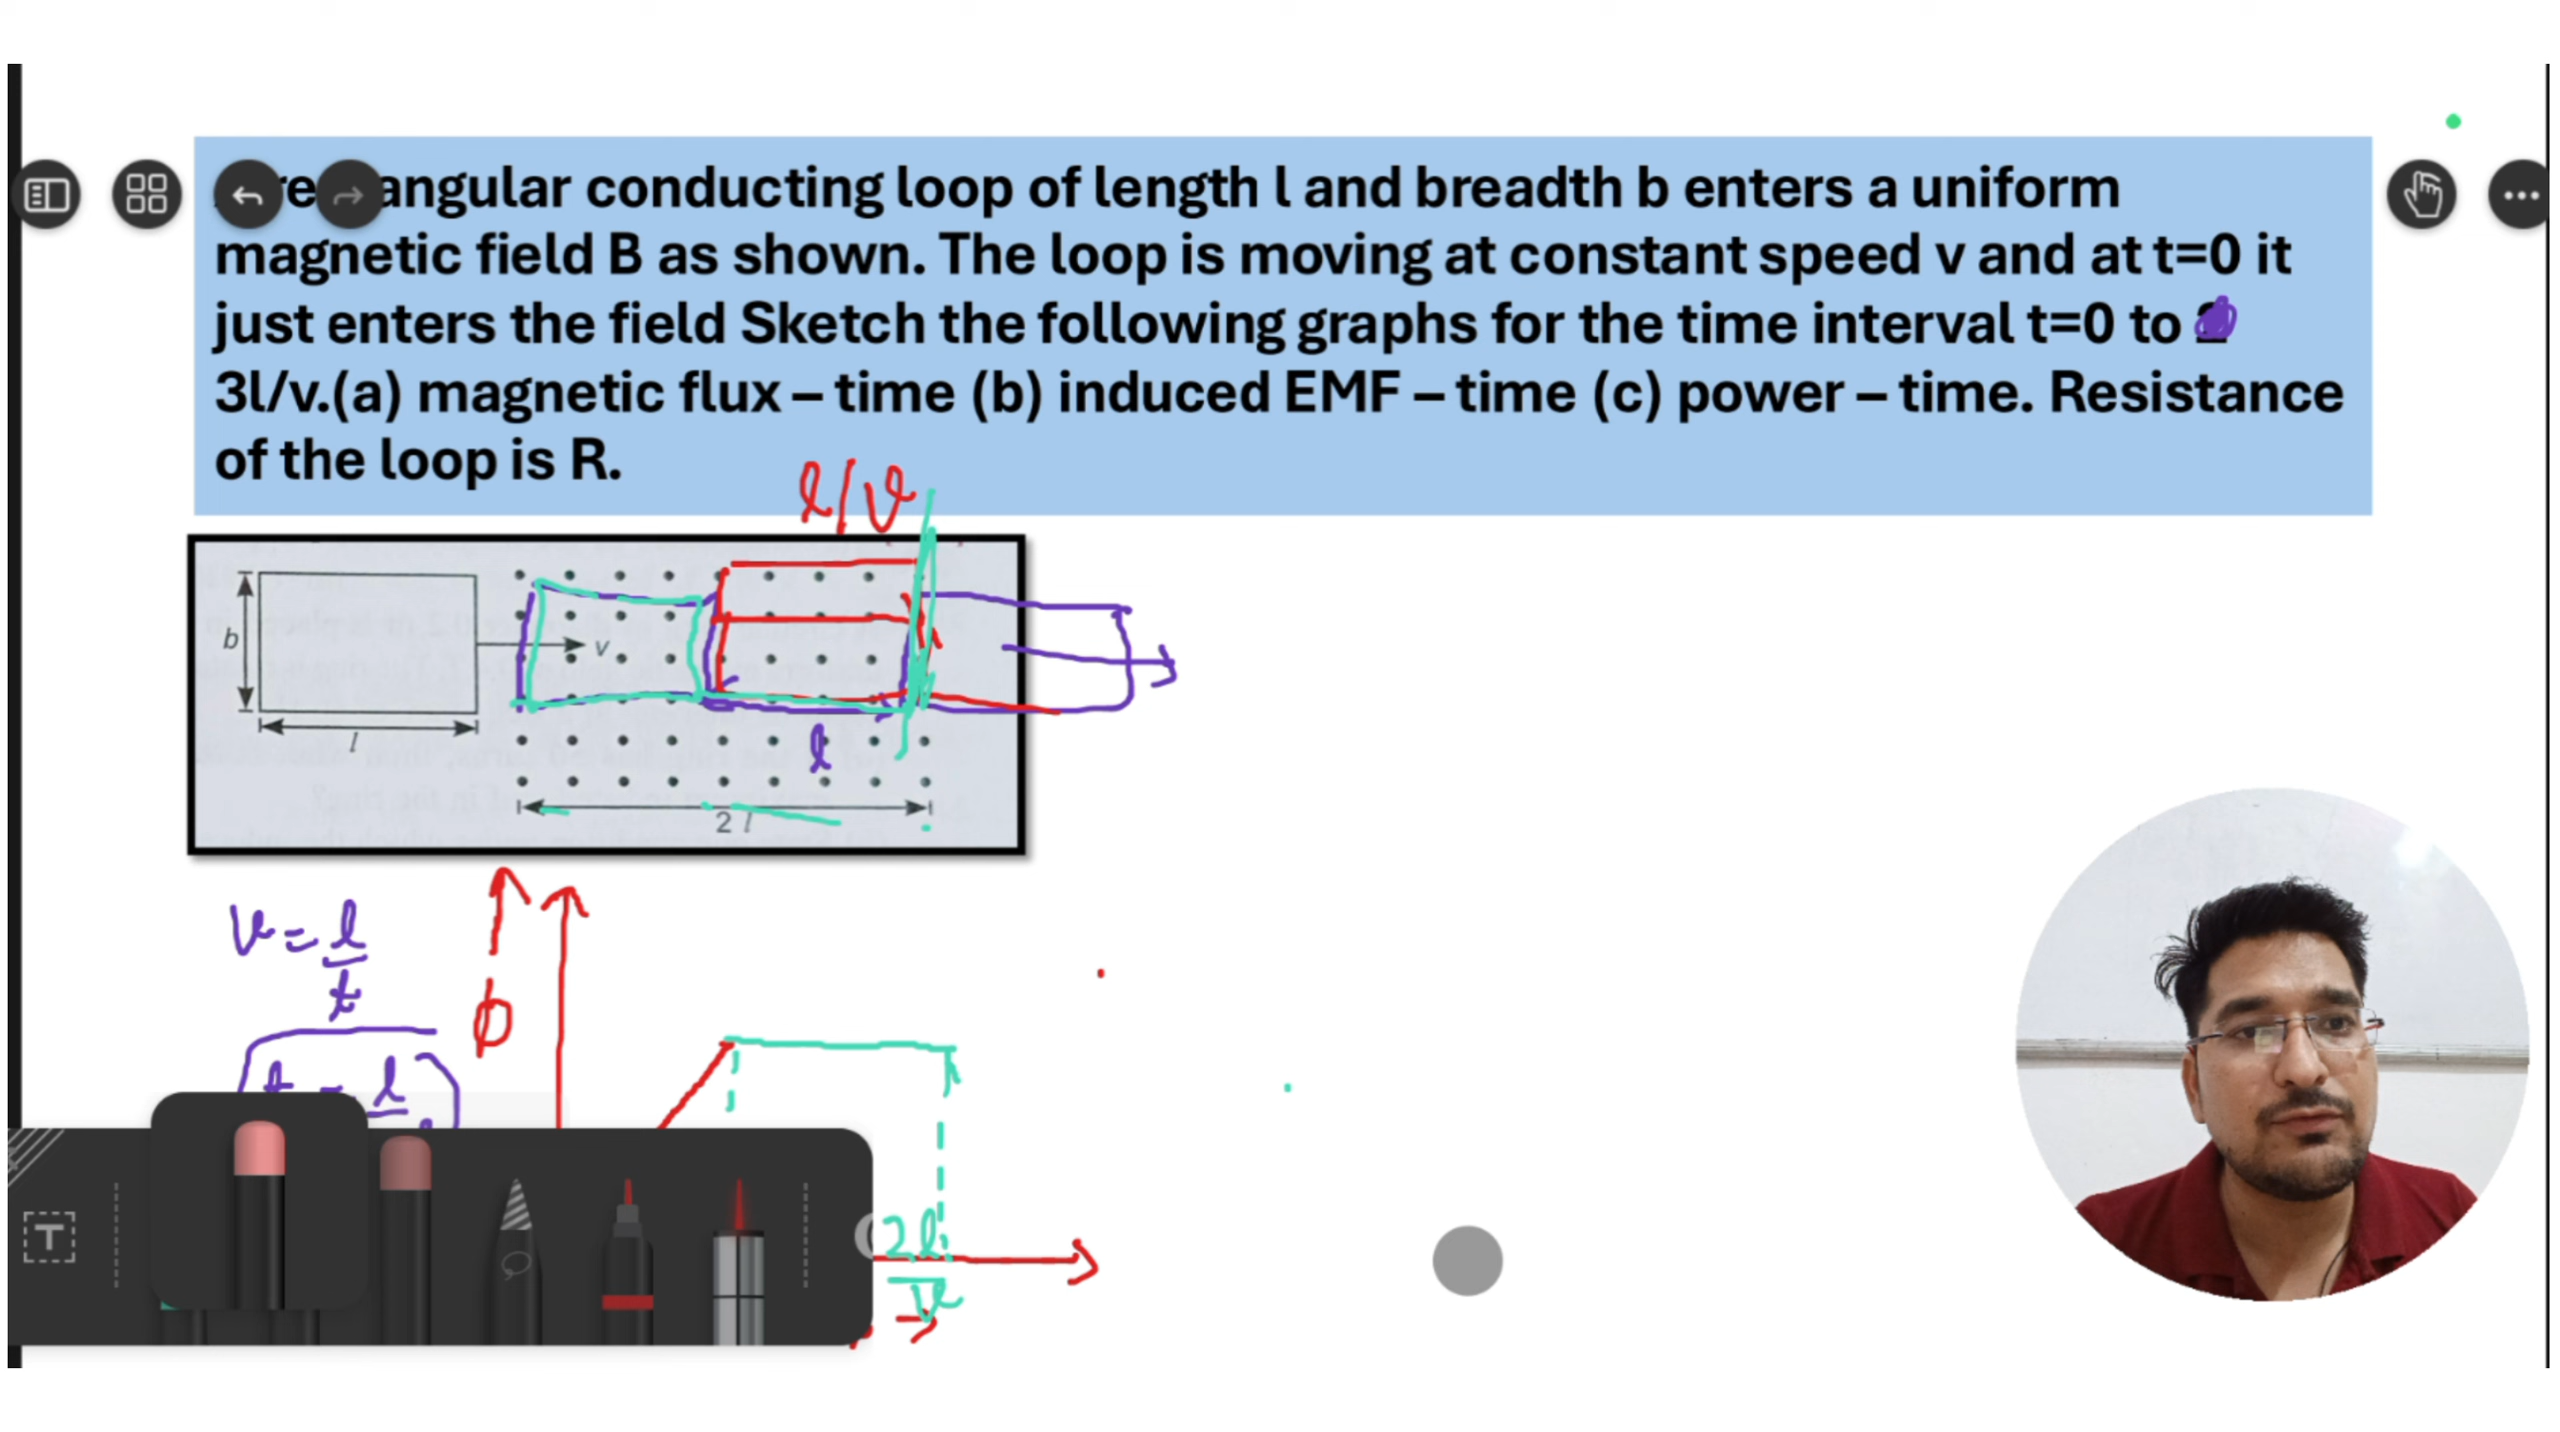 rectangular conducting loop of length l and breadth b enters a uniform
magnetic field B as shown. The loop is moving at constant speed v and at t=0 it
just enters the field Sketch the following graphs for the time interval t=0 to
3l/v.(a) magnetic flux – time (b) induced EMF – time (c) power – time. Resistance
of the loop is R.
l/v
b
v
l
l
2 l
v = l
t
ϕ
t = l
2l
v
T